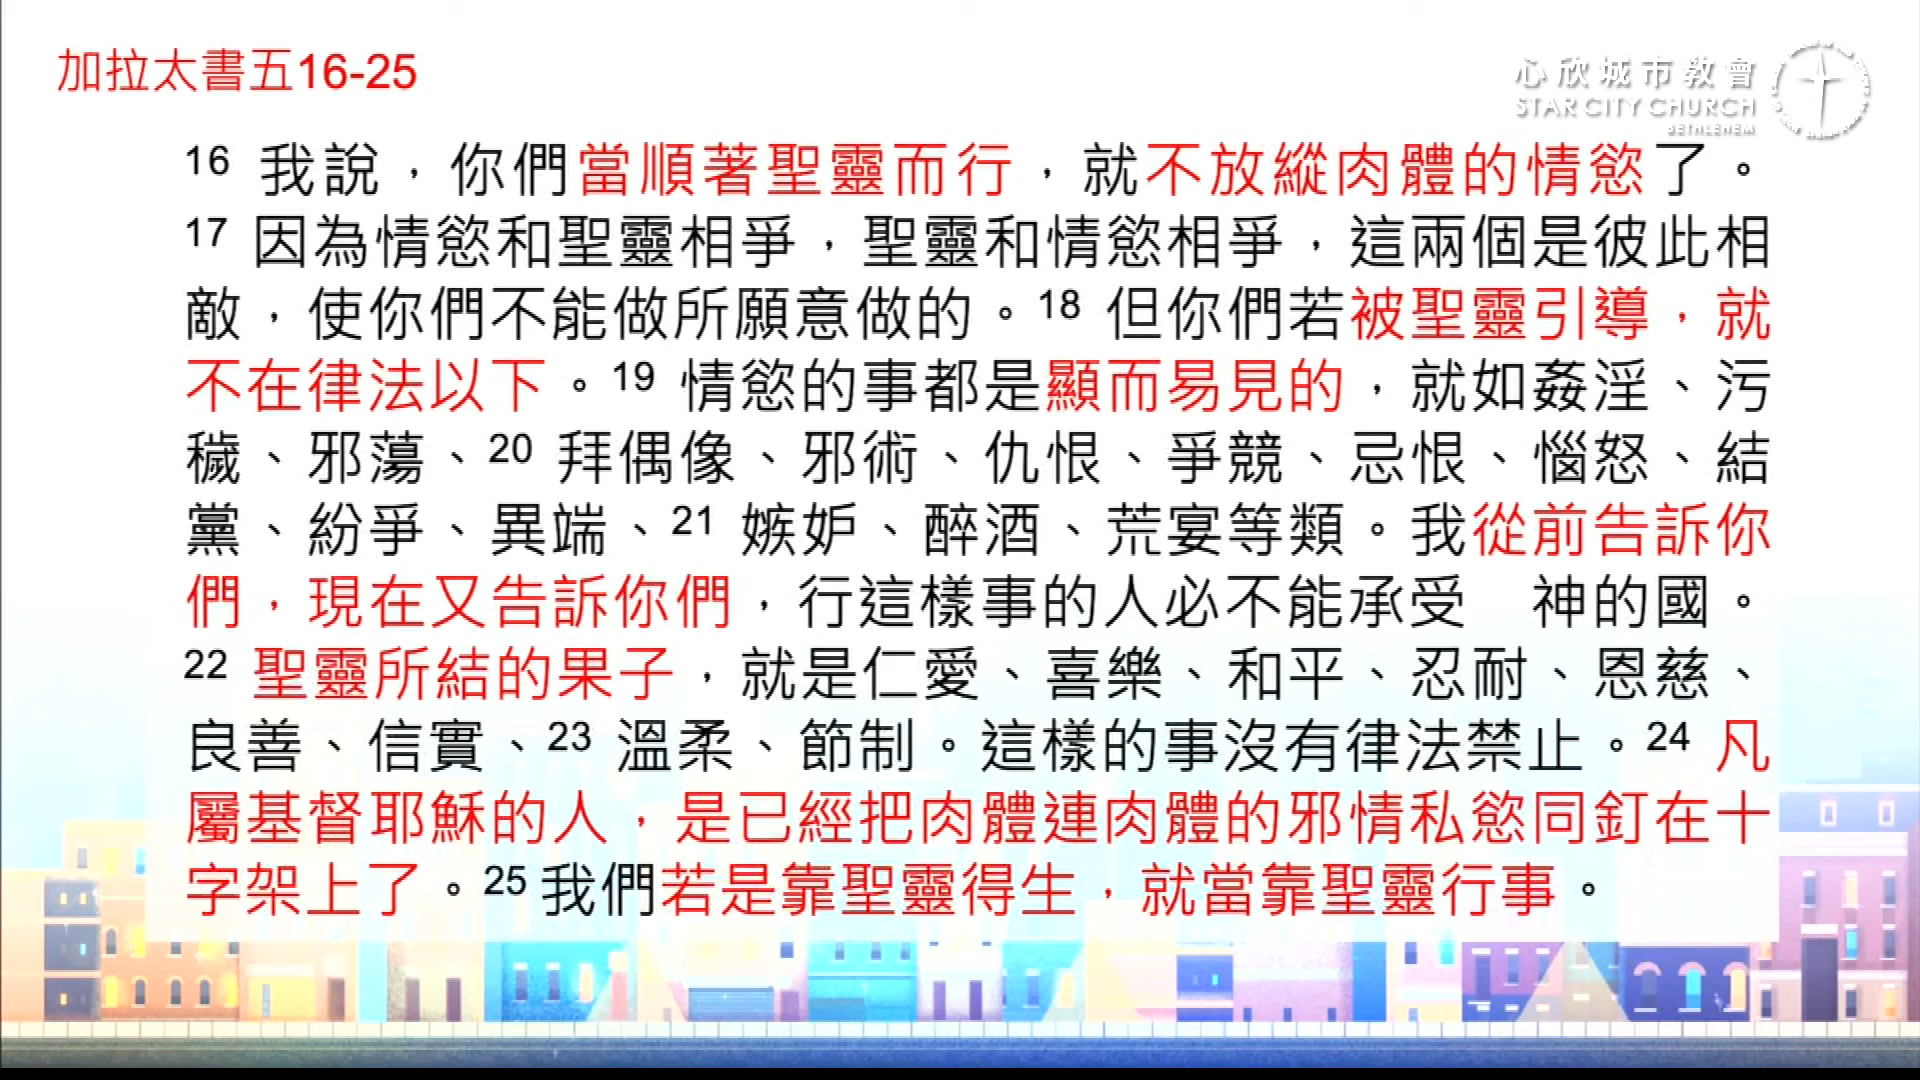 加拉太書五16-25
心欣城市教會
STAR CITY CHURCH
BETHLEHEM
16 我說，你們當順著聖靈而行，就不放縱肉體的情慾了。
17 因為情慾和聖靈相爭，聖靈和情慾相爭，這兩個是彼此相
敵，使你們不能做所願意做的。18 但你們若被聖靈引導，就
不在律法以下。19 情慾的事都是顯而易見的，就如姦淫、污
穢、邪蕩、20 拜偶像、邪術、仇恨、爭競、忌恨、惱怒、結
黨、紛爭、異端、21 嫉妒、醉酒、荒宴等類。我從前告訴你
們，現在又告訴你們，行這樣事的人必不能承受　神的國。
22 聖靈所結的果子，就是仁愛、喜樂、和平、忍耐、恩慈、
良善、信實、23 溫柔、節制。這樣的事沒有律法禁止。24 凡
屬基督耶穌的人，是已經把肉體連肉體的邪情私慾同釘在十
字架上了。25 我們若是靠聖靈得生，就當靠聖靈行事。